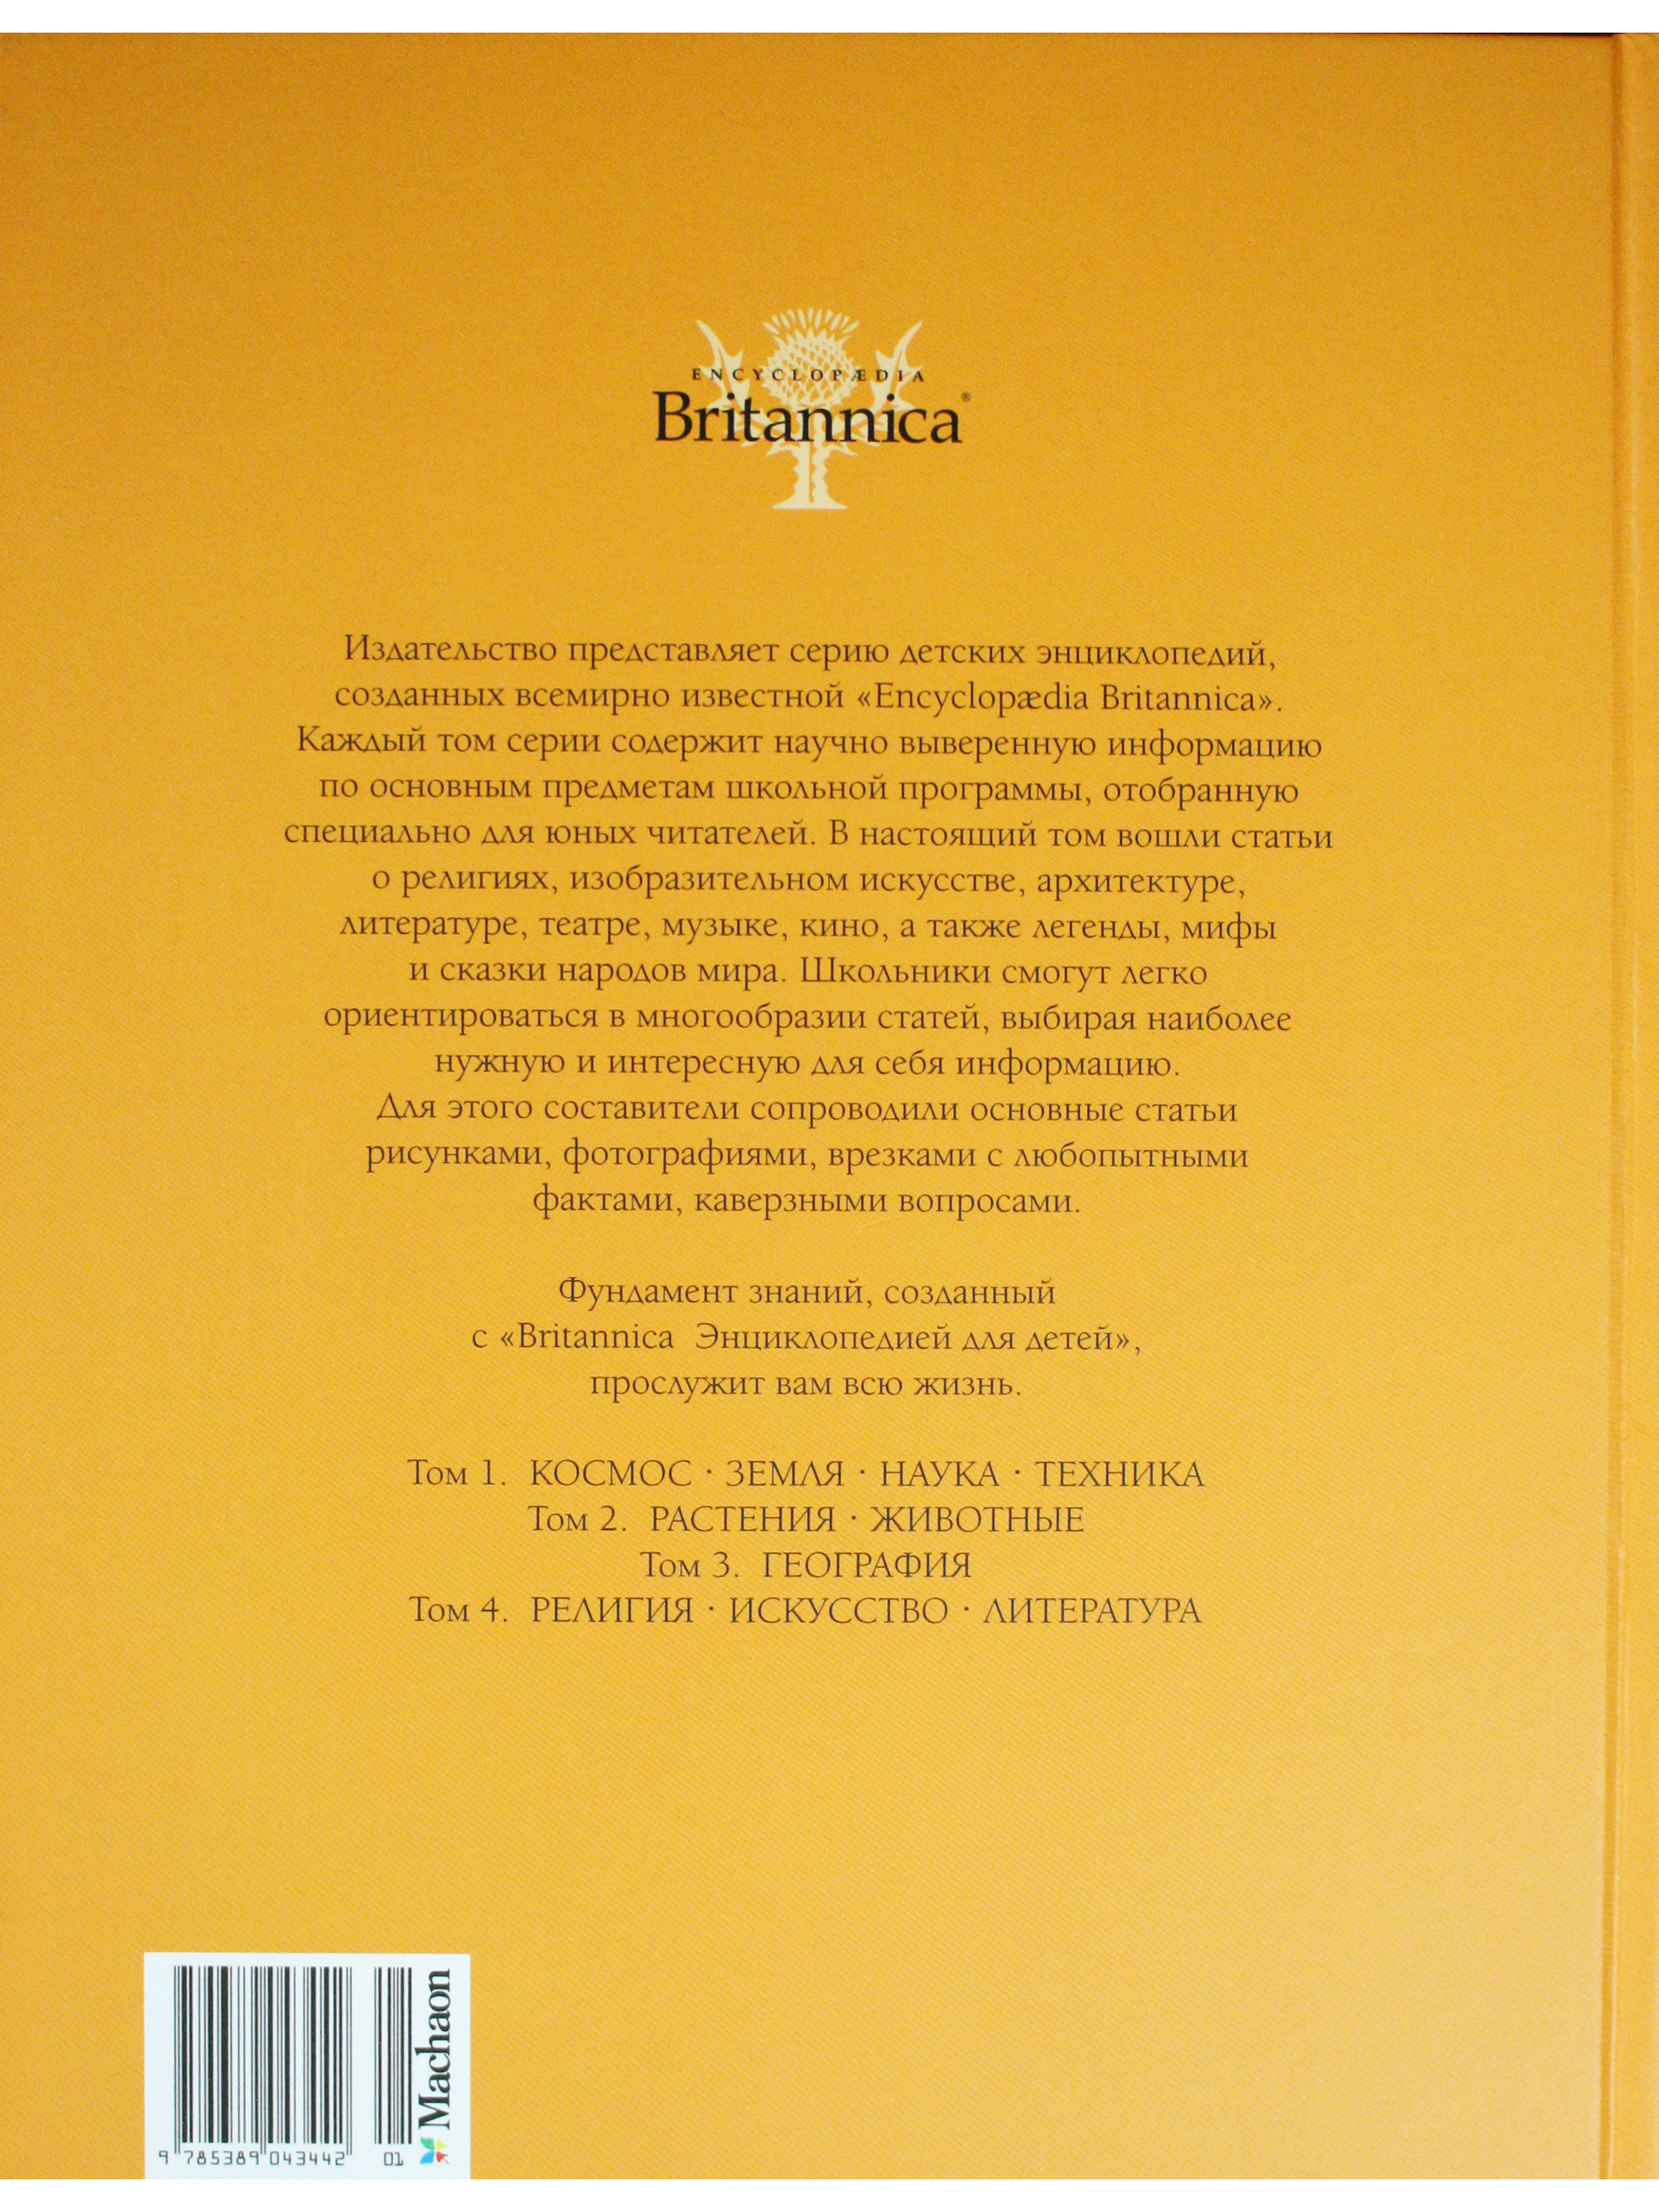 ENCYCLOPÆDIA
Britannica®
Издательство представляет серию детских энциклопедий,
созданных всемирно известной «Encyclopædia Britannica».
Каждый том серии содержит научно выверенную информацию
по основным предметам школьной программы, отобранную
специально для юных читателей. В настоящий том вошли статьи
о религиях, изобразительном искусстве, архитектуре,
литературе, театре, музыке, кино, а также легенды, мифы
и сказки народов мира. Школьники смогут легко
ориентироваться в многообразии статей, выбирая наиболее
нужную и интересную для себя информацию.
Для этого составители сопроводили основные статьи
рисунками, фотографиями, врезками с любопытными
фактами, каверзными вопросами.
Фундамент знаний, созданный
с «Britannica Энциклопедией для детей»,
прослужит вам всю жизнь.
Том 1. КОСМОС · ЗЕМЛЯ · НАУКА · ТЕХНИКА
Том 2. РАСТЕНИЯ · ЖИВОТНЫЕ
Том 3. ГЕОГРАФИЯ
Том 4. РЕЛИГИЯ · ИСКУССТВО · ЛИТЕРАТУРА
Machaon
9 785389 043442 01